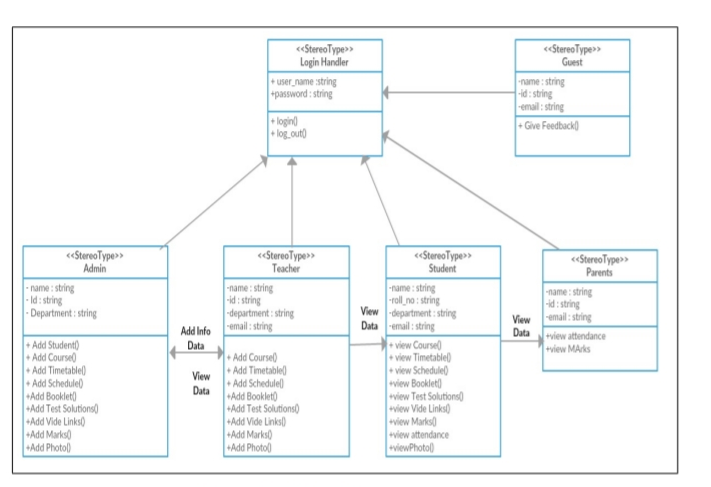 <<StereoType>>
Login Handler
+ user_name :string
+password : string
+ login()
+ log_out()
<<StereoType>>
Guest
-name : string
-id : string
-email : string
+ Give Feedback()
<<StereoType>>
Admin
- name : string
- Id : string
- Department : string
+ Add Student()
+ Add Course()
+ Add Timetable()
+ Add Schedule()
+Add Booklet()
+Add Test Solutions()
+Add Vide Links()
+Add Marks()
+Add Photo()
Add Info
Data
View
Data
<<StereoType>>
Teacher
-name : string
-id : string
-department : string
-email : string
+ Add Course()
+ Add Timetable()
+ Add Schedule()
+Add Booklet()
+Add Test Solutions()
+Add Vide Links()
+Add Marks()
+Add Photo()
View
Data
<<StereoType>>
Student
-name : string
-roll_no : string
-department : string
-email : string
+ view Course()
+ view Timetable()
+ view Schedule()
+view Booklet()
+view Test Solutions()
+view Vide Links()
+view Marks()
+view attendance
+viewPhoto()
View
Data
<<StereoType>>
Parents
-name : string
-id : string
-email : string
+view attendance
+view MArks